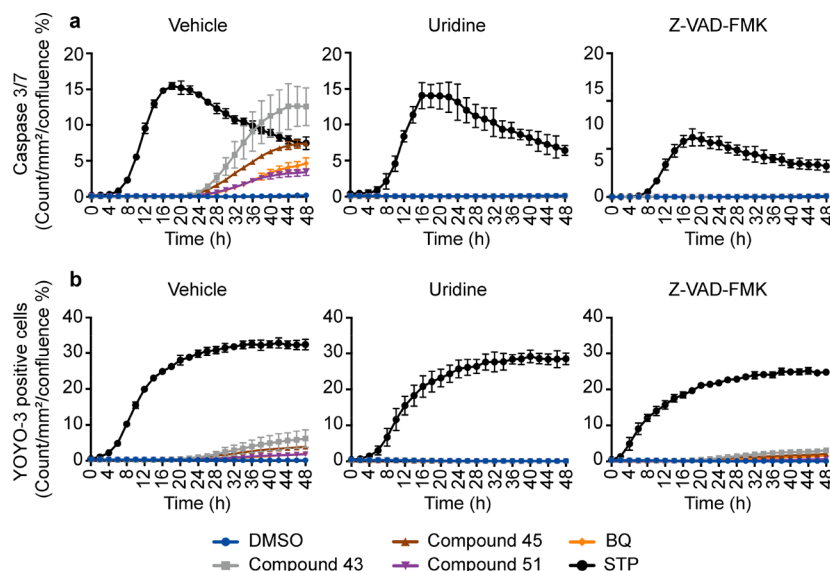 a
Vehicle
Uridine
Z-VAD-FMK
Caspase 3/7
(Count/mm²/confluence %)
20
15
10
5
0
20
15
10
5
0
20
15
10
5
0
0 4 8 12 16 20 24 28 32 36 40 44 48
0 4 8 12 16 20 24 28 32 36 40 44 48
0 4 8 12 16 20 24 28 32 36 40 44 48
Time (h)
Time (h)
Time (h)
b
Vehicle
Uridine
Z-VAD-FMK
YOYO-3 positive cells
(Count/mm²/confluence %)
40
30
20
10
0
40
30
20
10
0
40
30
20
10
0
0 4 8 12 16 20 24 28 32 36 40 44 48
0 4 8 12 16 20 24 28 32 36 40 44 48
0 4 8 12 16 20 24 28 32 36 40 44 48
Time (h)
Time (h)
Time (h)
DMSO
Compound 45
BQ
Compound 43
Compound 51
STP